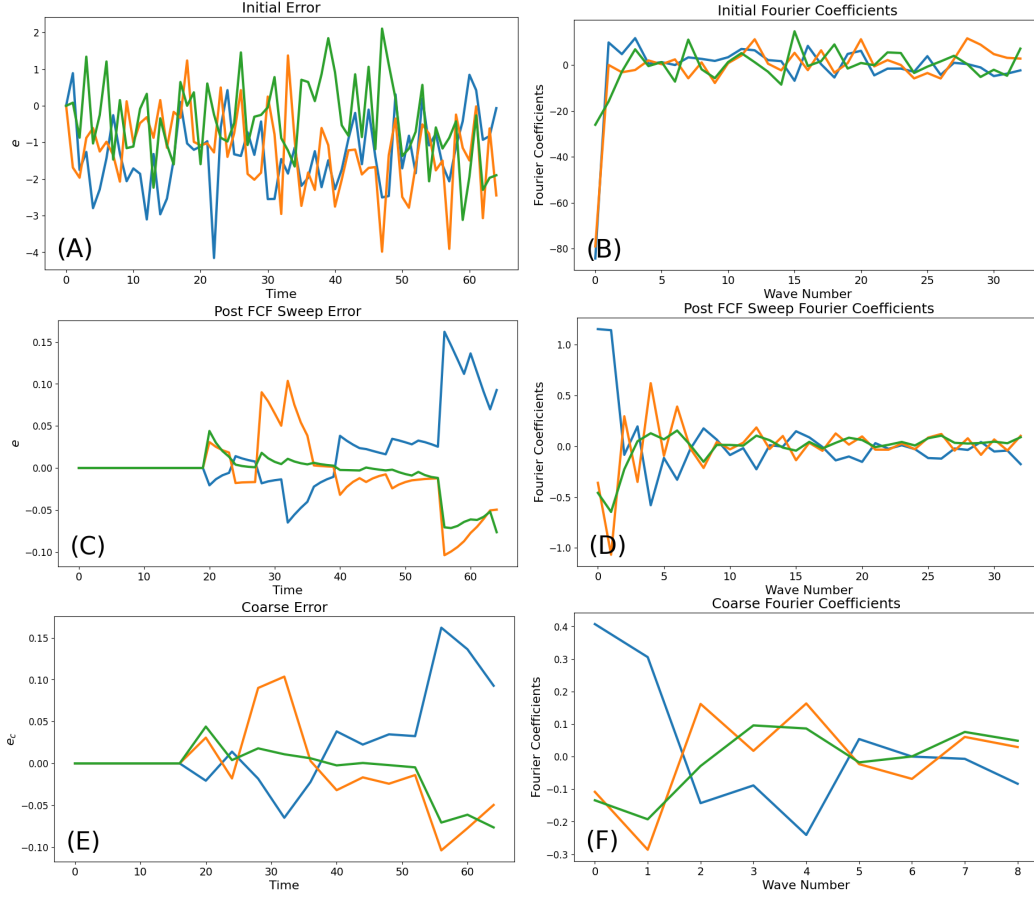 Initial Error
2
1
0
−1
−2
−3
−4
e
(A)
0 10 20 30 40 50 60
Time
Initial Fourier Coefficients
0
−20
−40
−60
−80
Fourier Coefficients
(B)
0 5 10 15 20 25 30
Wave Number
Post FCF Sweep Error
0.15
0.10
0.05
0.00
−0.05
−0.10
e
(C)
0 10 20 30 40 50 60
Time
Post FCF Sweep Fourier Coefficients
1.0
0.5
0.0
−0.5
−1.0
Fourier Coefficients
(D)
0 5 10 15 20 25 30
Wave Number
Coarse Error
0.15
0.10
0.05
0.00
−0.05
−0.10
e_c
(E)
0 10 20 30 40 50 60
Time
Coarse Fourier Coefficients
0.4
0.3
0.2
0.1
0.0
−0.1
−0.2
−0.3
Fourier Coefficients
(F)
0 1 2 3 4 5 6 7 8
Wave Number